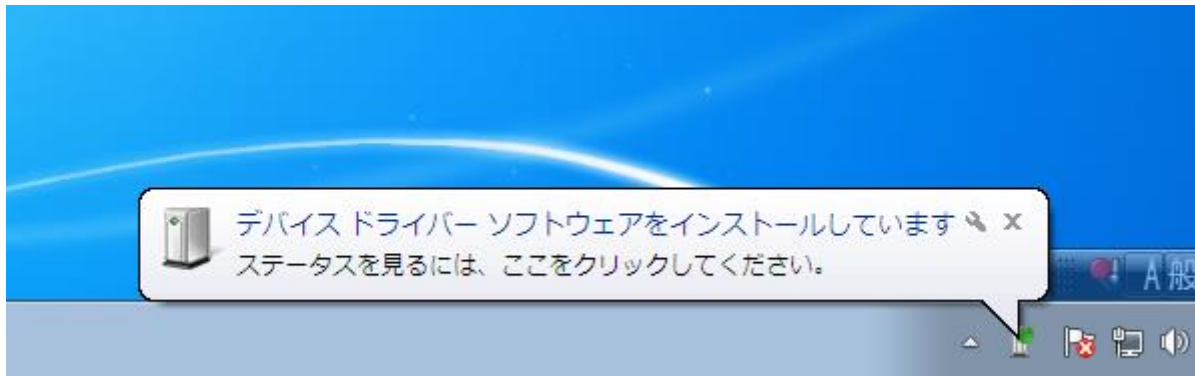 デバイス ドライバー ソフトウェアをインストールしています
ステータスを見るには、ここをクリックしてください。
A 般